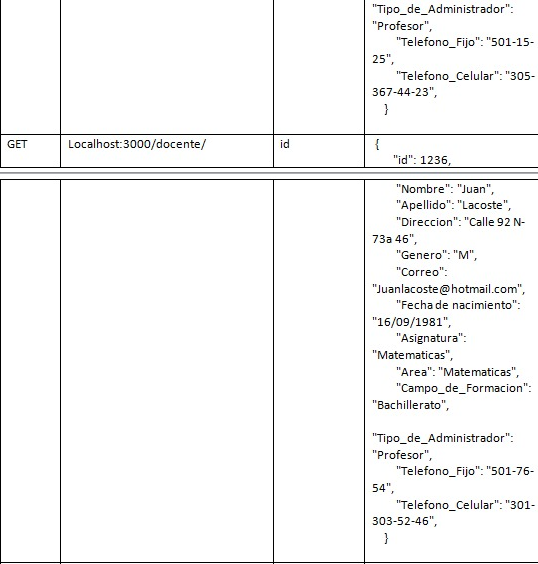 "Tipo_de_Administrador":
"Profesor",
"Telefono_Fijo": "501-15-
25",
"Telefono_Celular": "305-
367-44-23",
}
GET Localhost:3000/docente/ id {
"id": 1236,
"Nombre": "Juan",
"Apellido": "Lacoste",
"Direccion": "Calle 92 N-
73a 46",
"Genero": "M",
"Correo":
"Juanlacoste@hotmail.com",
"Fecha de nacimiento":
"16/09/1981",
"Asignatura":
"Matematicas",
"Area": "Matematicas",
"Campo_de_Formacion":
"Bachillerato",
"Tipo_de_Administrador":
"Profesor",
"Telefono_Fijo": "501-76-
54",
"Telefono_Celular": "301-
303-52-46",
}